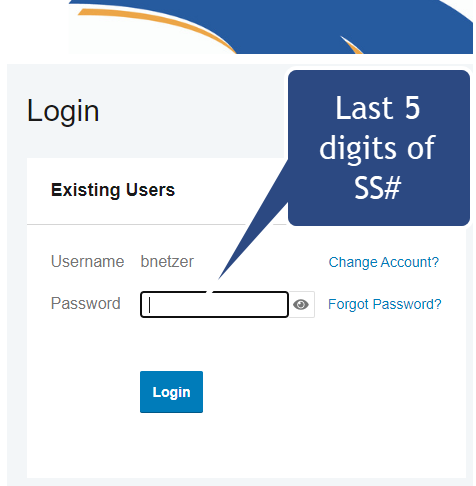 Login
Last 5
digits of
SS#
Existing Users
Username bnetzer Change Account?
Password Forgot Password?
Login